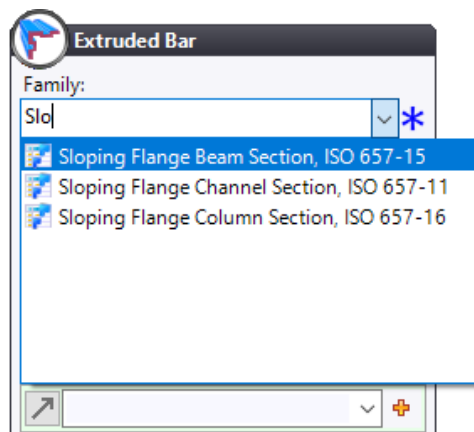 Extruded Bar
Family:
Slo
Sloping Flange Beam Section, ISO 657-15
Sloping Flange Channel Section, ISO 657-11
Sloping Flange Column Section, ISO 657-16